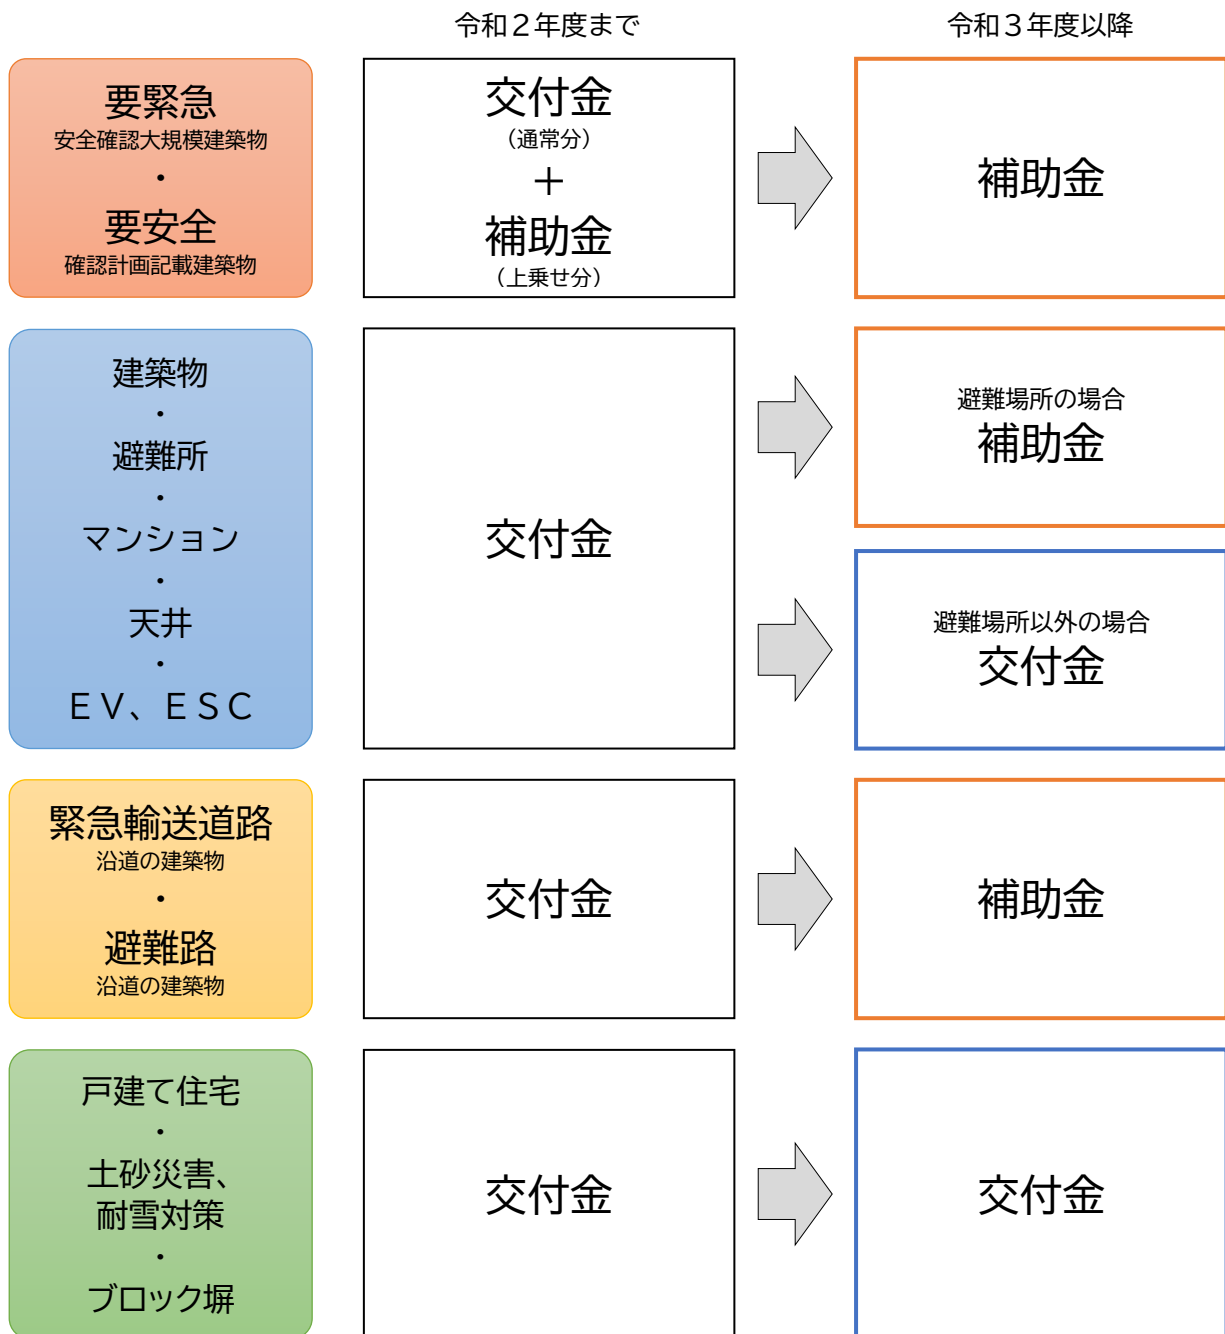 令和２年度まで
令和３年度以降
要緊急
安全確認大規模建築物
・
要安全
確認計画記載建築物
交付金
（通常分）
＋
補助金
（上乗せ分）
補助金
建築物
・
避難所
・
マンション
・
天井
・
ＥＶ、ＥＳＣ
交付金
避難場所の場合
補助金
避難場所以外の場合
交付金
緊急輸送道路
沿道の建築物
・
避難路
沿道の建築物
交付金
補助金
戸建て住宅
・
土砂災害、
耐雪対策
・
ブロック塀
交付金
交付金